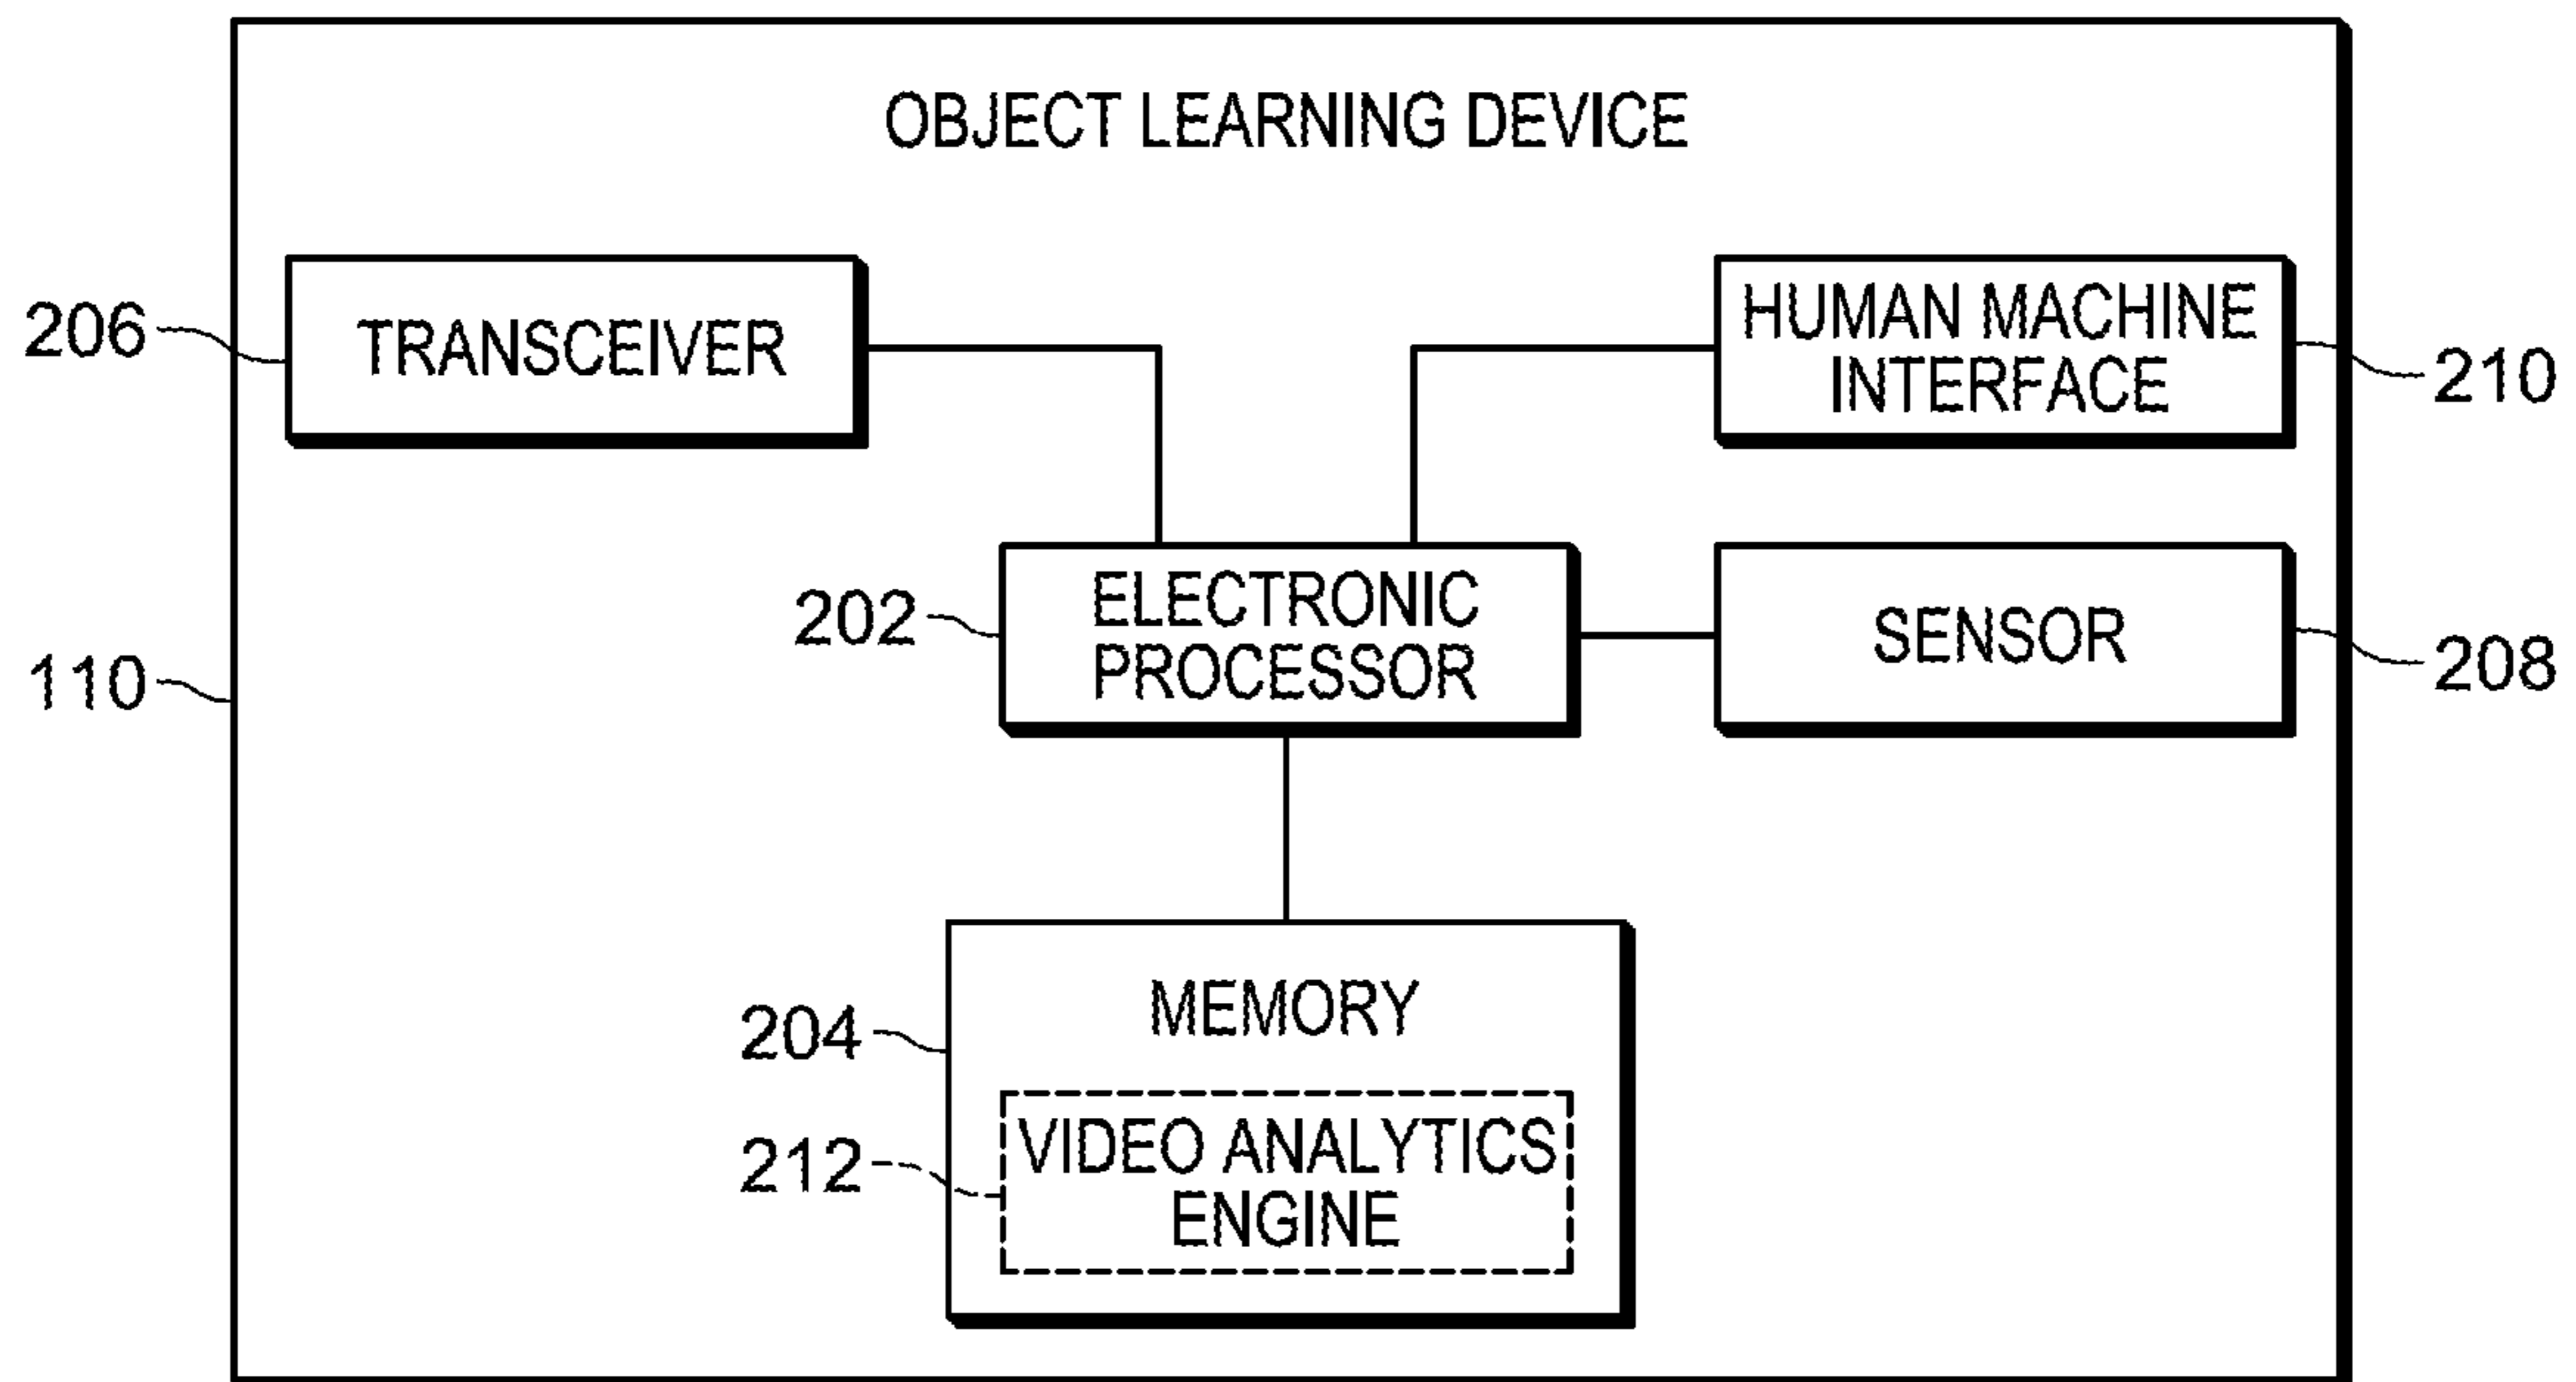 OBJECT LEARNING DEVICE
206
TRANSCEIVER
HUMAN MACHINE
INTERFACE
210
202
ELECTRONIC
PROCESSOR
SENSOR
208
110
204
MEMORY
212
VIDEO ANALYTICS
ENGINE